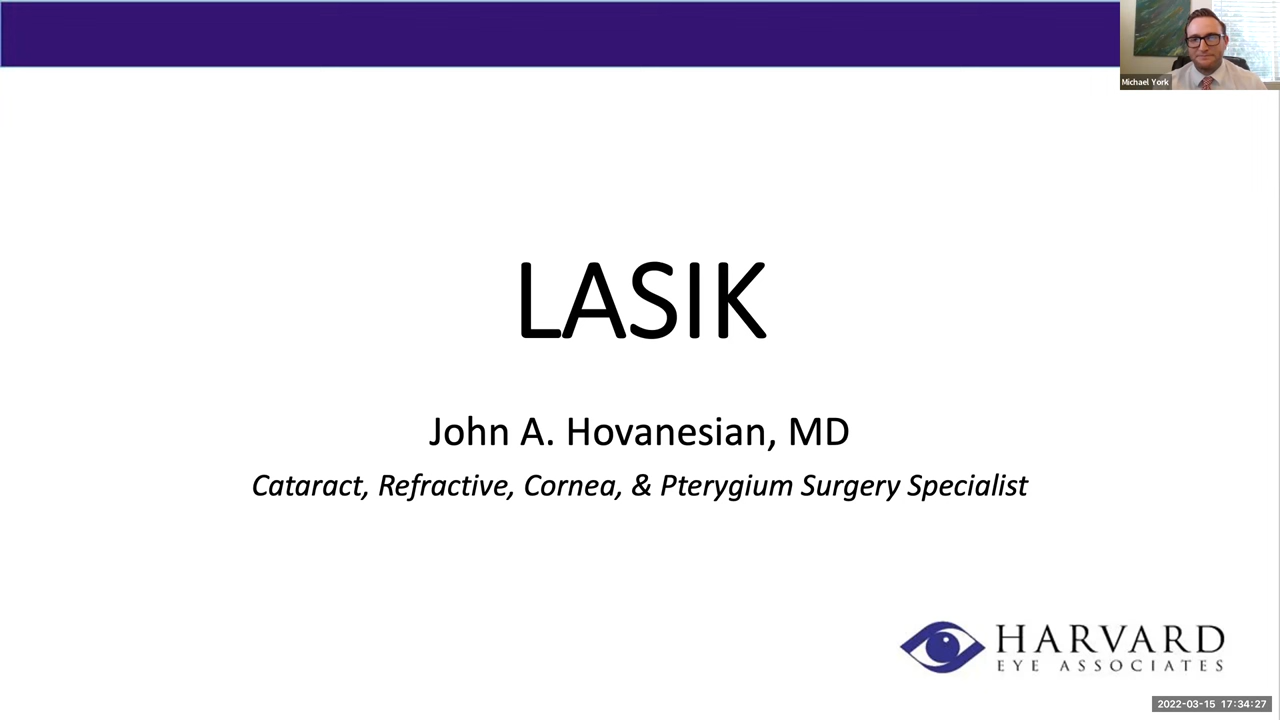 Michael York
LASIK
John A. Hovanesian, MD
Cataract, Refractive, Cornea, & Pterygium Surgery Specialist
HARVARD
EYE ASSOCIATES
2022-03-15 17:34:27